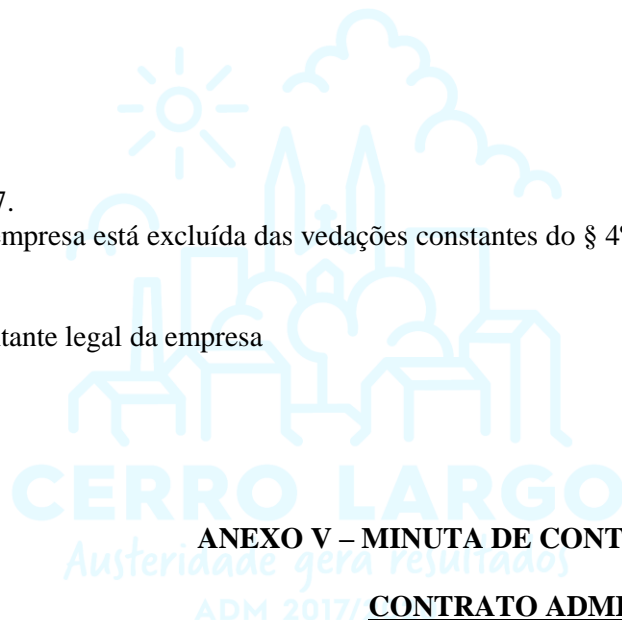 7.
empresa está excluída das vedações constantes do § 4º
tante legal da empresa
CERRO LARGO
ANEXO V – MINUTA DE CONT
Austeridade gera resultados
ADM 2017/
CONTRATO ADM